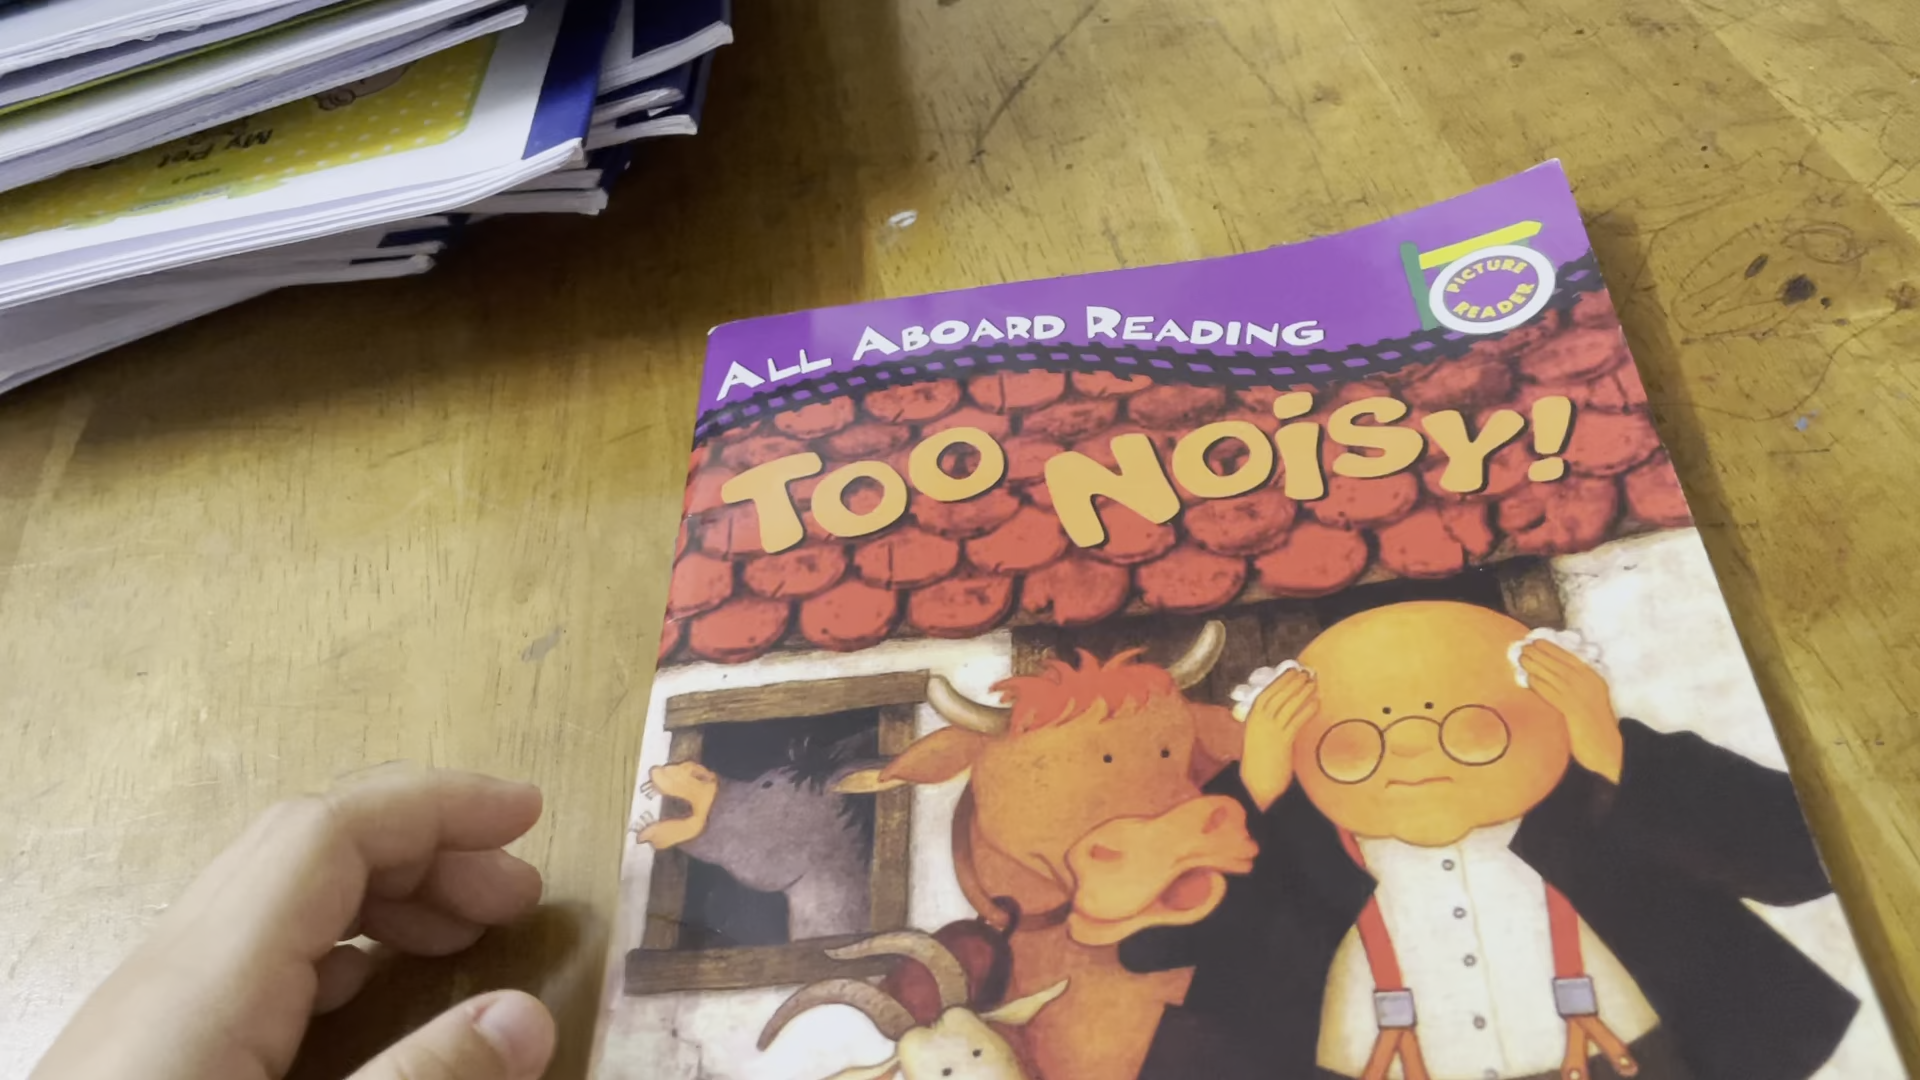 My Pet
ALL ABOARD READING
PICTURE
READER
TOO NOISY!